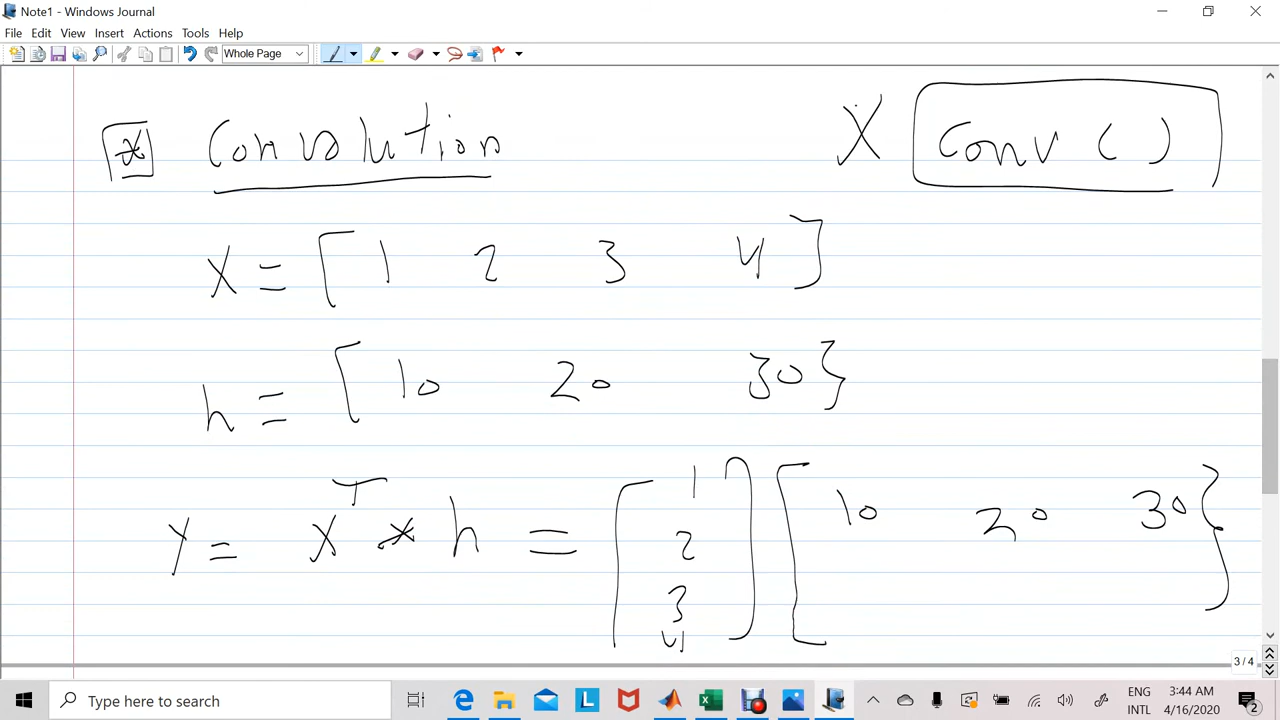 Note1 - Windows Journal
File Edit View Insert Actions Tools Help
Whole Page
* Convolution X Conv ( )
X = [ 1 2 3 4 ]
h = [ 10 20 30 ]
Y = X^T * h = [ 1 2 3 4 ] [ 10 20 30 ]
3 / 4
Type here to search
ENG
INTL
3:44 AM
4/16/2020
2